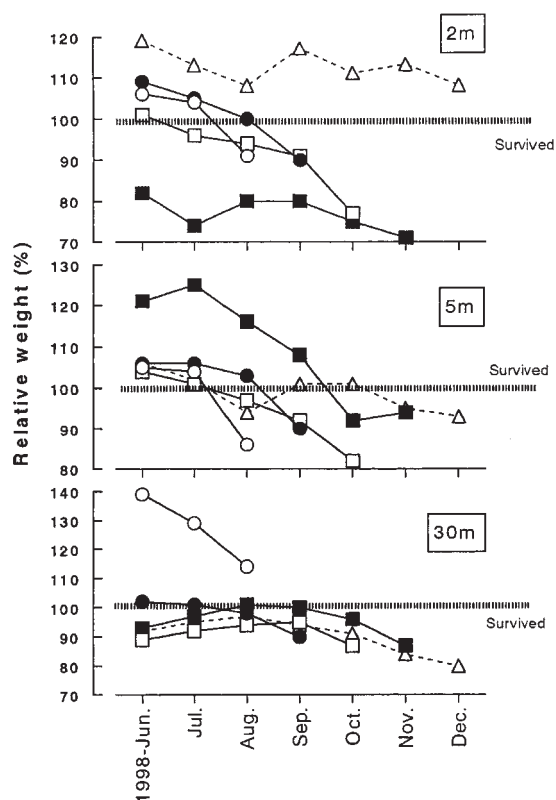 120
2m
110
100
Survived
90
80
70
Relative weight (%)
130
120
5m
110
Survived
100
90
80
140
130
30m
120
110
100
Survived
90
80
70
1998-Jun.
Jul.
Aug.
Sep.
Oct.
Nov.
Dec.